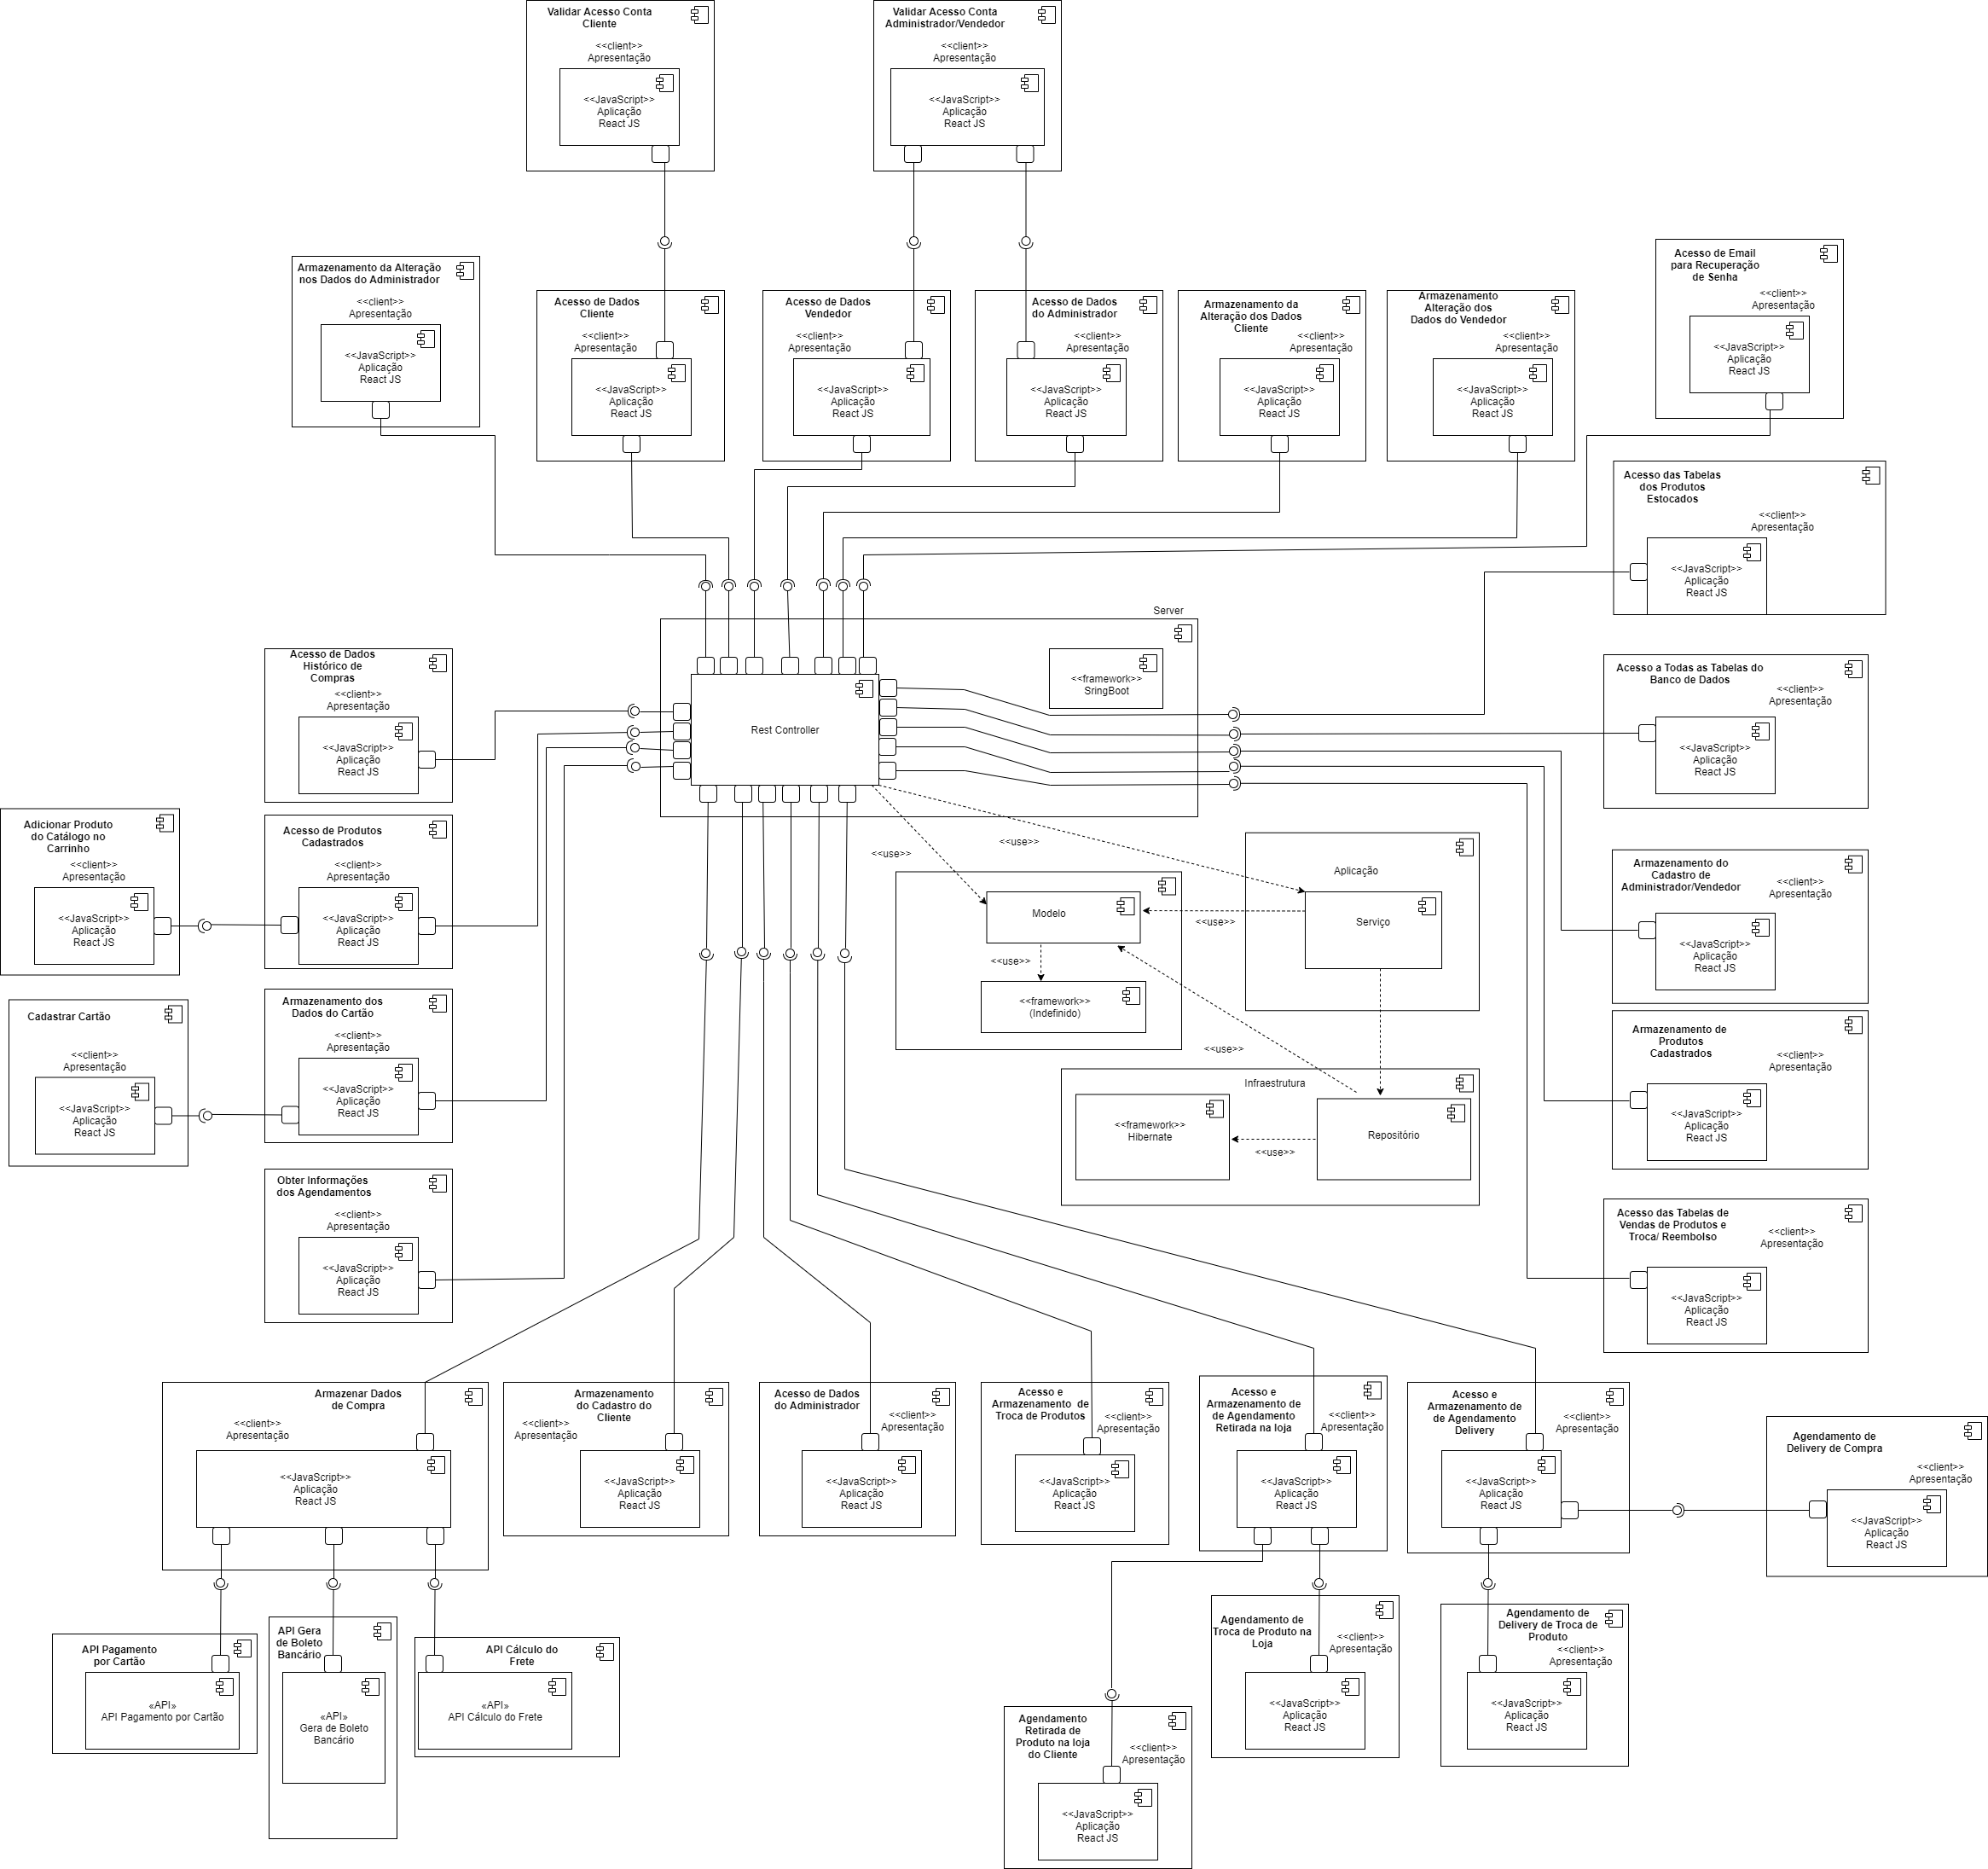 Validar Acesso Conta
Cliente
<<client>>
Apresentação
<<JavaScript>>
Aplicação
React JS
Validar Acesso Conta
Administrador/Vendedor
<<client>>
Apresentação
<<JavaScript>>
Aplicação
React JS
Armazenamento da Alteração
nos Dados do Administrador
<<client>>
Apresentação
<<JavaScript>>
Aplicação
React JS
Acesso de Dados
Cliente
<<client>>
Apresentação
<<JavaScript>>
Aplicação
React JS
Acesso de Dados
Vendedor
<<client>>
Apresentação
<<JavaScript>>
Aplicação
React JS
Acesso de Dados
do Administrador
<<client>>
Apresentação
<<JavaScript>>
Aplicação
React JS
Armazenamento da
Alteração dos Dados
Cliente
<<client>>
Apresentação
<<JavaScript>>
Aplicação
React JS
Armazenamento
Alteração dos
Dados do Vendedor
<<client>>
Apresentação
<<JavaScript>>
Aplicação
React JS
Acesso de Email
para Recuperação
de Senha
<<client>>
Apresentação
<<JavaScript>>
Aplicação
React JS
Acesso das Tabelas
dos Produtos
Estocados
<<client>>
Apresentação
<<JavaScript>>
Aplicação
React JS
Server
<<framework>>
SringBoot
Rest Controller
Acesso de Dados
Histórico de
Compras
<<client>>
Apresentação
<<JavaScript>>
Aplicação
React JS
Acesso a Todas as Tabelas do
Banco de Dados
<<client>>
Apresentação
<<JavaScript>>
Aplicação
React JS
Adicionar Produto
do Catálogo no
Carrinho
<<client>>
Apresentação
<<JavaScript>>
Aplicação
React JS
Acesso de Produtos
Cadastrados
<<client>>
Apresentação
<<JavaScript>>
Aplicação
React JS
<<use>>
<<use>>
Aplicação
Modelo
<<use>>
Serviço
<<use>>
<<framework>>
(Indefinido)
<<use>>
Infraestrutura
<<framework>>
Hibernate
<<use>>
Repositório
Armazenamento do
Cadastro de
Administrador/Vendedor
<<client>>
Apresentação
<<JavaScript>>
Aplicação
React JS
Cadastrar Cartão
<<client>>
Apresentação
<<JavaScript>>
Aplicação
React JS
Armazenamento dos
Dados do Cartão
<<client>>
Apresentação
<<JavaScript>>
Aplicação
React JS
Armazenamento de
Produtos
Cadastrados
<<client>>
Apresentação
<<JavaScript>>
Aplicação
React JS
Obter Informações
dos Agendamentos
<<client>>
Apresentação
<<JavaScript>>
Aplicação
React JS
Acesso das Tabelas de
Vendas de Produtos e
Troca/ Reembolso
<<client>>
Apresentação
<<JavaScript>>
Aplicação
React JS
Armazenar Dados
de Compra
<<client>>
Apresentação
<<JavaScript>>
Aplicação
React JS
Armazenamento
do Cadastro do
Cliente
<<client>>
Apresentação
<<JavaScript>>
Aplicação
React JS
Acesso de Dados
do Administrador
<<client>>
Apresentação
<<JavaScript>>
Aplicação
React JS
Acesso e
Armazenamento de
Troca de Produtos
<<client>>
Apresentação
<<JavaScript>>
Aplicação
React JS
Acesso e
Armazenamento de
de Agendamento
Retirada na loja
<<client>>
Apresentação
<<JavaScript>>
Aplicação
React JS
Acesso e
Armazenamento de
de Agendamento
Delivery
<<client>>
Apresentação
<<JavaScript>>
Aplicação
React JS
Agendamento de
Delivery de Compra
<<client>>
Apresentação
<<JavaScript>>
Aplicação
React JS
API Pagamento
por Cartão
«API»
API Pagamento por Cartão
API Gera
de Boleto
Bancário
«API»
Gera de Boleto
Bancário
API Cálculo do
Frete
«API»
API Cálculo do Frete
Agendamento de
Troca de Produto na
Loja
<<client>>
Apresentação
<<JavaScript>>
Aplicação
React JS
Agendamento de
Delivery de Troca de
Produto
<<client>>
Apresentação
<<JavaScript>>
Aplicação
React JS
Agendamento
Retirada de
Produto na loja
do Cliente
<<client>>
Apresentação
<<JavaScript>>
Aplicação
React JS